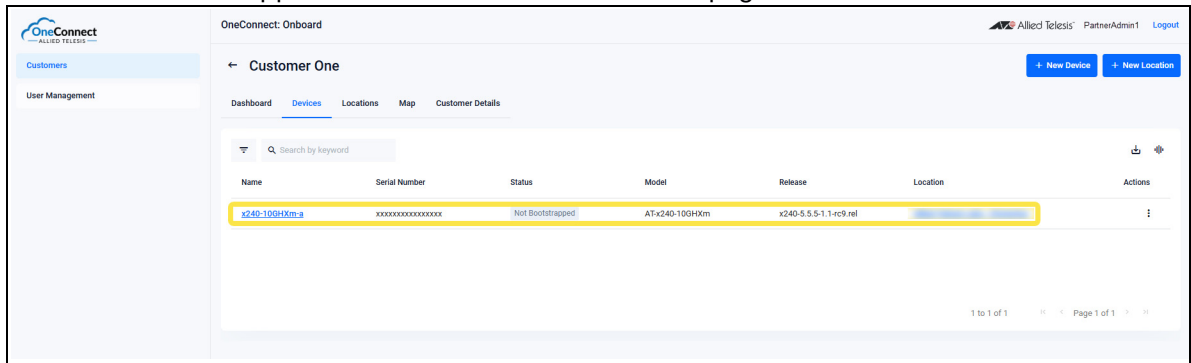 OneConnect
ALLIED TELESIS
OneConnect: Onboard
Allied Telesis PartnerAdmin1 Logout
Customers
User Management
← Customer One
+ New Device + New Location
Dashboard Devices Locations Map Customer Details
Search by keyword
Name Serial Number Status Model Release Location Actions
x240-10GHXm-a xxxxxxxxxxxxxxxx Not Bootstrapped AT-x240-10GHXm x240-5.5.5-1.1-rc9.rel
1 to 1 of 1 Page 1 of 1